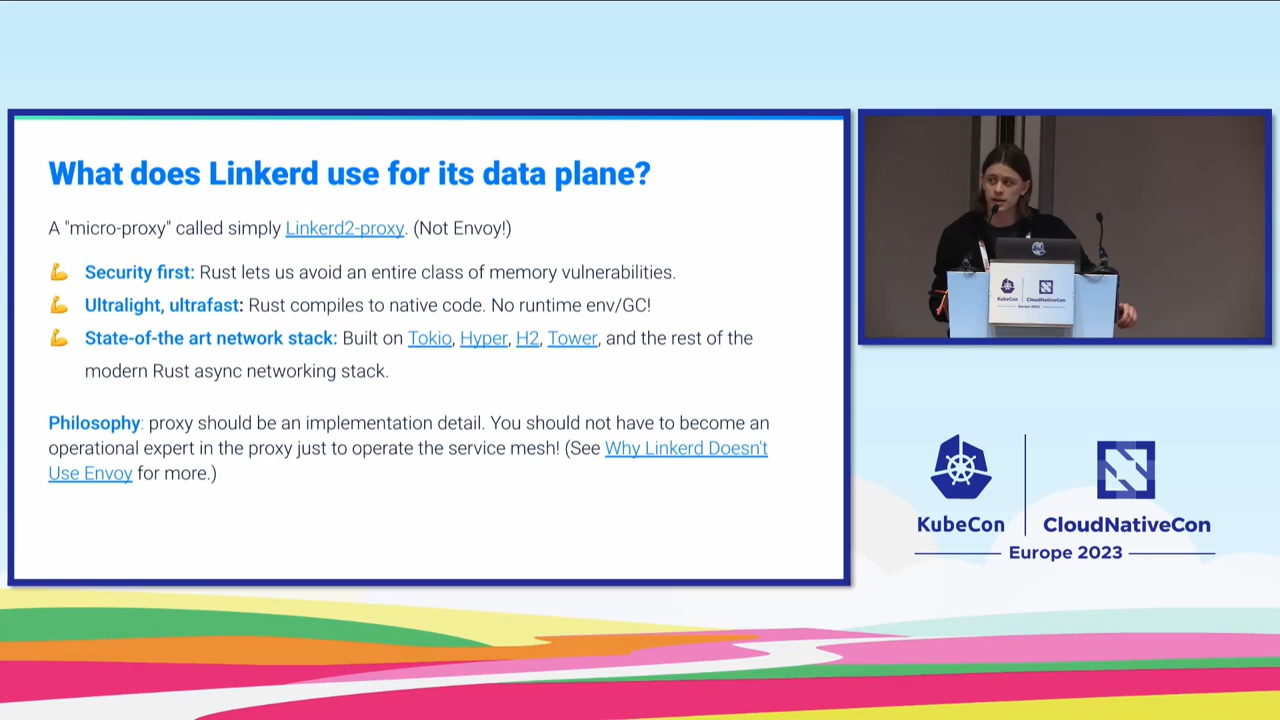 What does Linkerd use for its data plane?
A "micro-proxy" called simply Linkerd2-proxy. (Not Envoy!)
💪 Security first: Rust lets us avoid an entire class of memory vulnerabilities.
💪 Ultralight, ultrafast: Rust compiles to native code. No runtime env/GC!
💪 State-of-the art network stack: Built on Tokio, Hyper, H2, Tower, and the rest of the
modern Rust async networking stack.
Philosophy: proxy should be an implementation detail. You should not have to become an
operational expert in the proxy just to operate the service mesh! (See Why Linkerd Doesn't
Use Envoy for more.)
KubeCon CloudNativeCon
Europe 2023
KubeCon CloudNativeCon
Europe 2023